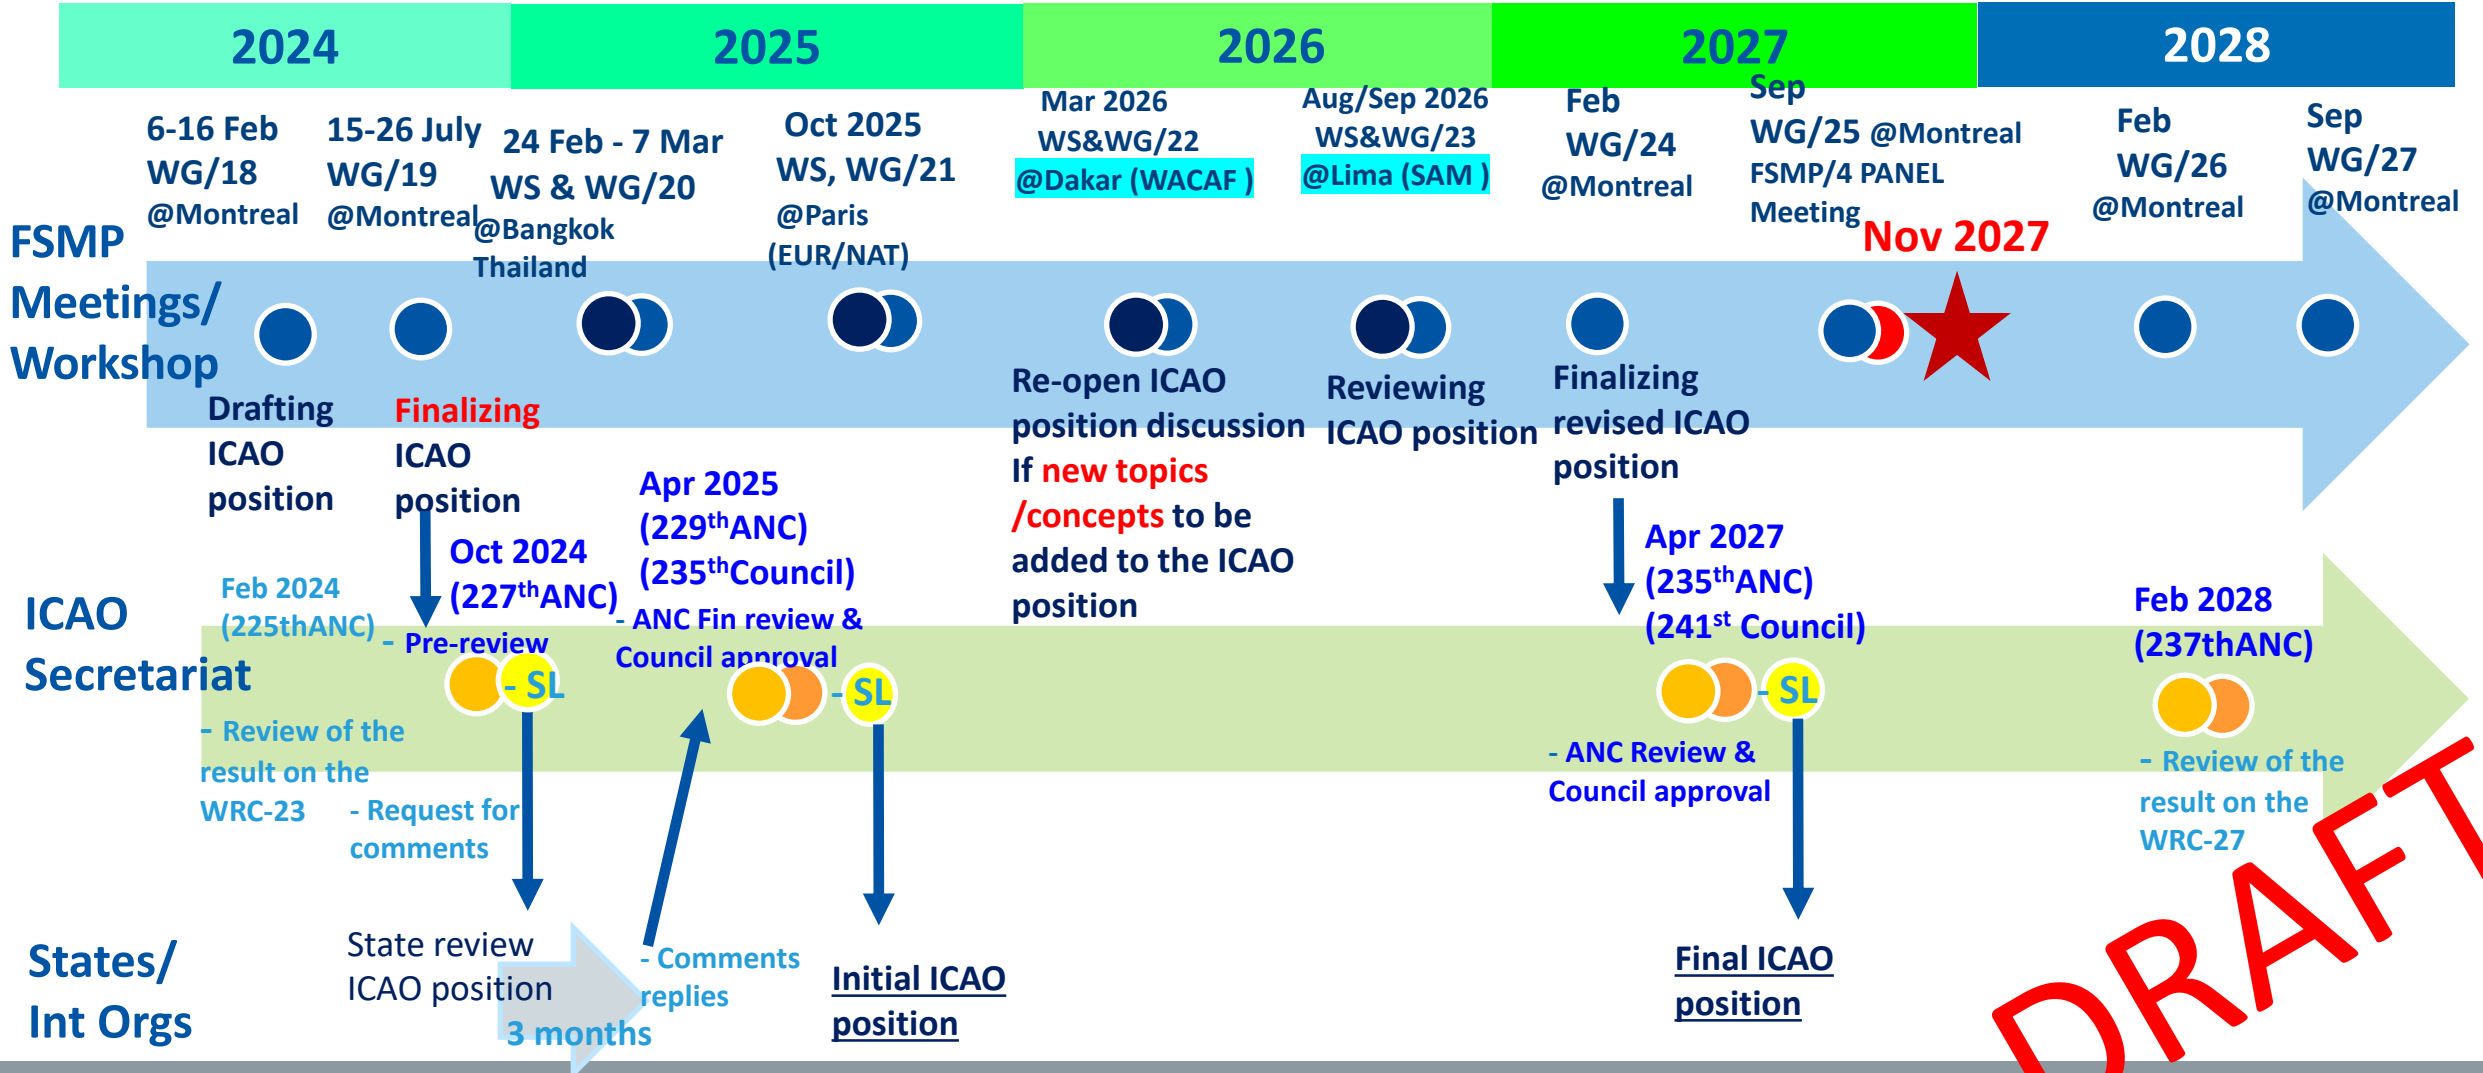 2024
2025
2026
2027
2028
6-16 Feb
WG/18
@Montreal
15-26 July
WG/19
@Montreal
24 Feb - 7 Mar
WS & WG/20
@Bangkok
Thailand
Oct 2025
WS, WG/21
@Paris
(EUR/NAT)
Mar 2026
WS&WG/22
@Dakar (WACAF )
Aug/Sep 2026
WS&WG/23
@Lima (SAM )
Feb
WG/24
@Montreal
Sep
WG/25 @Montreal
FSMP/4 PANEL
Meeting
Nov 2027
Feb
WG/26
@Montreal
Sep
WG/27
@Montreal
FSMP
Meetings/
Workshop
Drafting
ICAO
position
Finalizing
ICAO
position
Re-open ICAO
position discussion
If new topics
/concepts to be
added to the ICAO
position
Reviewing
ICAO position
Finalizing
revised ICAO
position
ICAO
Secretariat
Feb 2024
(225thANC)
- Review of the
result on the
WRC-23
Oct 2024
(227thANC)
- Pre-review
- SL
- Request for
comments
Apr 2025
(229thANC)
(235thCouncil)
- ANC Fin review &
Council approval
- SL
Apr 2027
(235thANC)
(241st Council)
- SL
- ANC Review &
Council approval
Feb 2028
(237thANC)
- Review of the
result on the
WRC-27
States/
Int Orgs
State review
ICAO position
3 months
- Comments
replies
Initial ICAO
position
Final ICAO
position
DRAFT